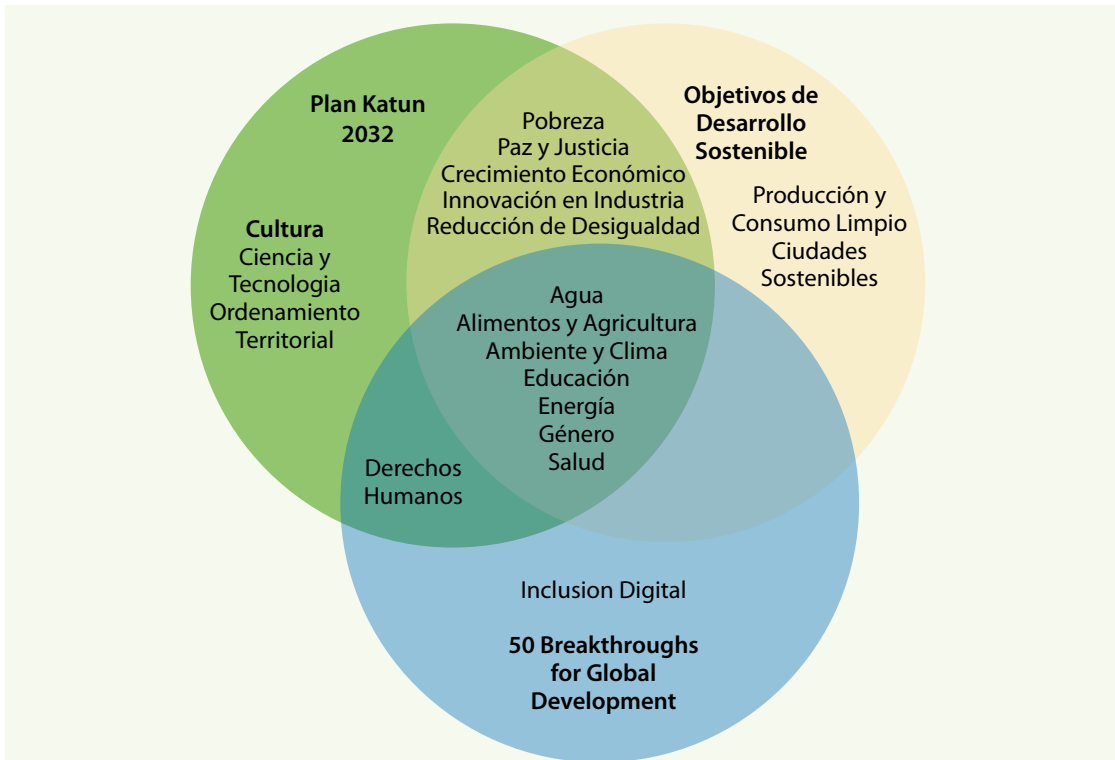 Plan Katun
2032
Cultura
Ciencia y
Tecnologia
Ordenamiento
Territorial
Pobreza
Paz y Justicia
Crecimiento Económico
Innovación en Industria
Reducción de Desigualdad
Objetivos de
Desarrollo
Sostenible
Producción y
Consumo Limpio
Ciudades
Sostenibles
Agua
Alimentos y Agricultura
Ambiente y Clima
Educación
Energía
Género
Salud
Derechos
Humanos
Inclusion Digital
50 Breakthroughs
for Global
Development